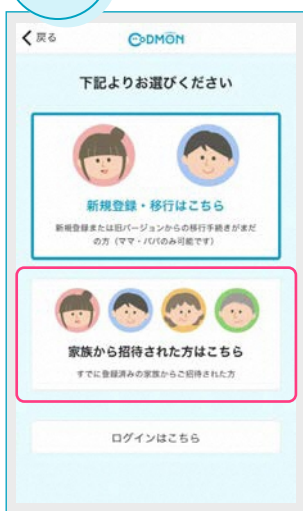 戻る
CoDMON
下記よりお選びください
新規登録・移行はこちら
新規登録または旧バージョンからの移行手続きがまだ
の方（ママ・パパのみ可能です）
家族から招待された方はこちら
すでに登録済みの家族からご招待された方
ログインはこちら